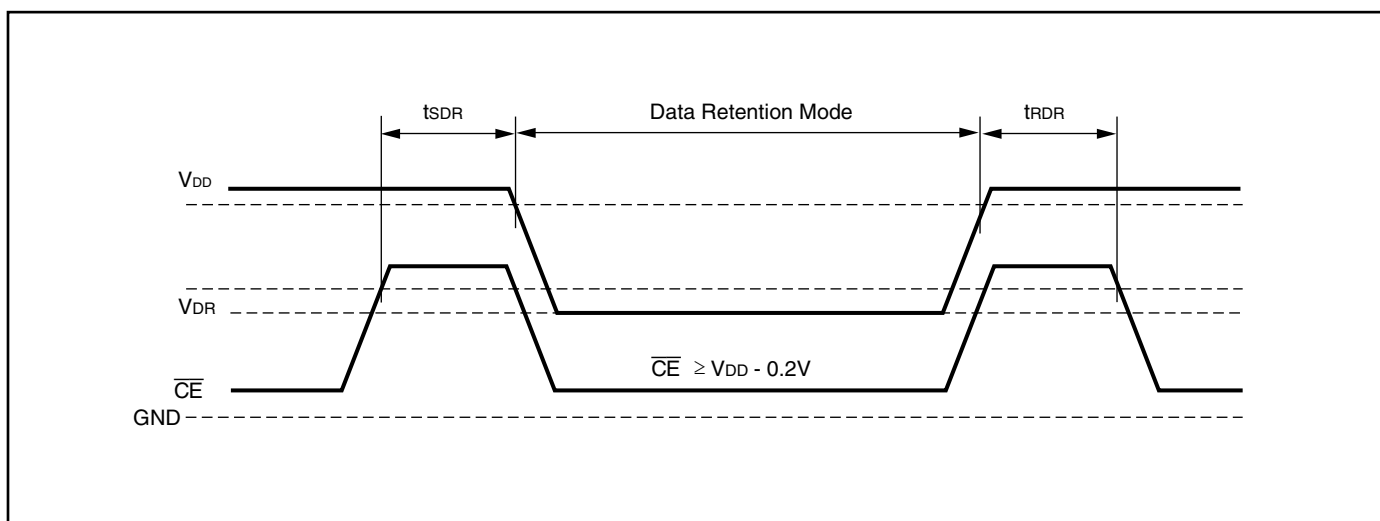 tSDR Data Retention Mode tRDR
VDD
VDR
CE ≥ VDD - 0.2V
CE
GND